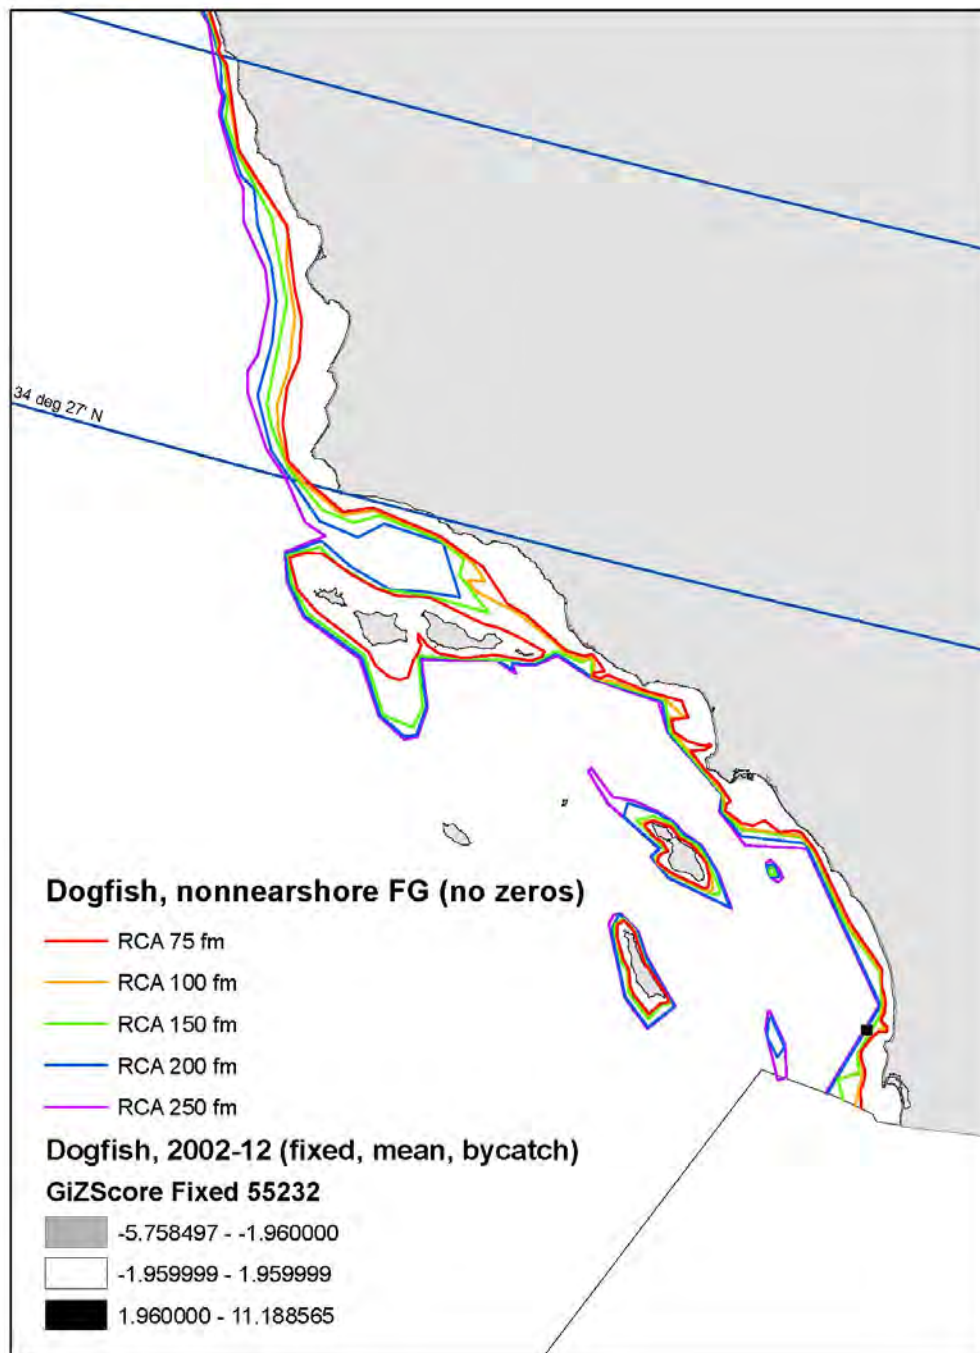 34 deg 27' N
Dogfish, nonnearshore FG (no zeros)
RCA 75 fm
RCA 100 fm
RCA 150 fm
RCA 200 fm
RCA 250 fm
Dogfish, 2002-12 (fixed, mean, bycatch)
GiZScore Fixed 55232
-5.758497 - -1.960000
-1.959999 - 1.959999
1.960000 - 11.188565